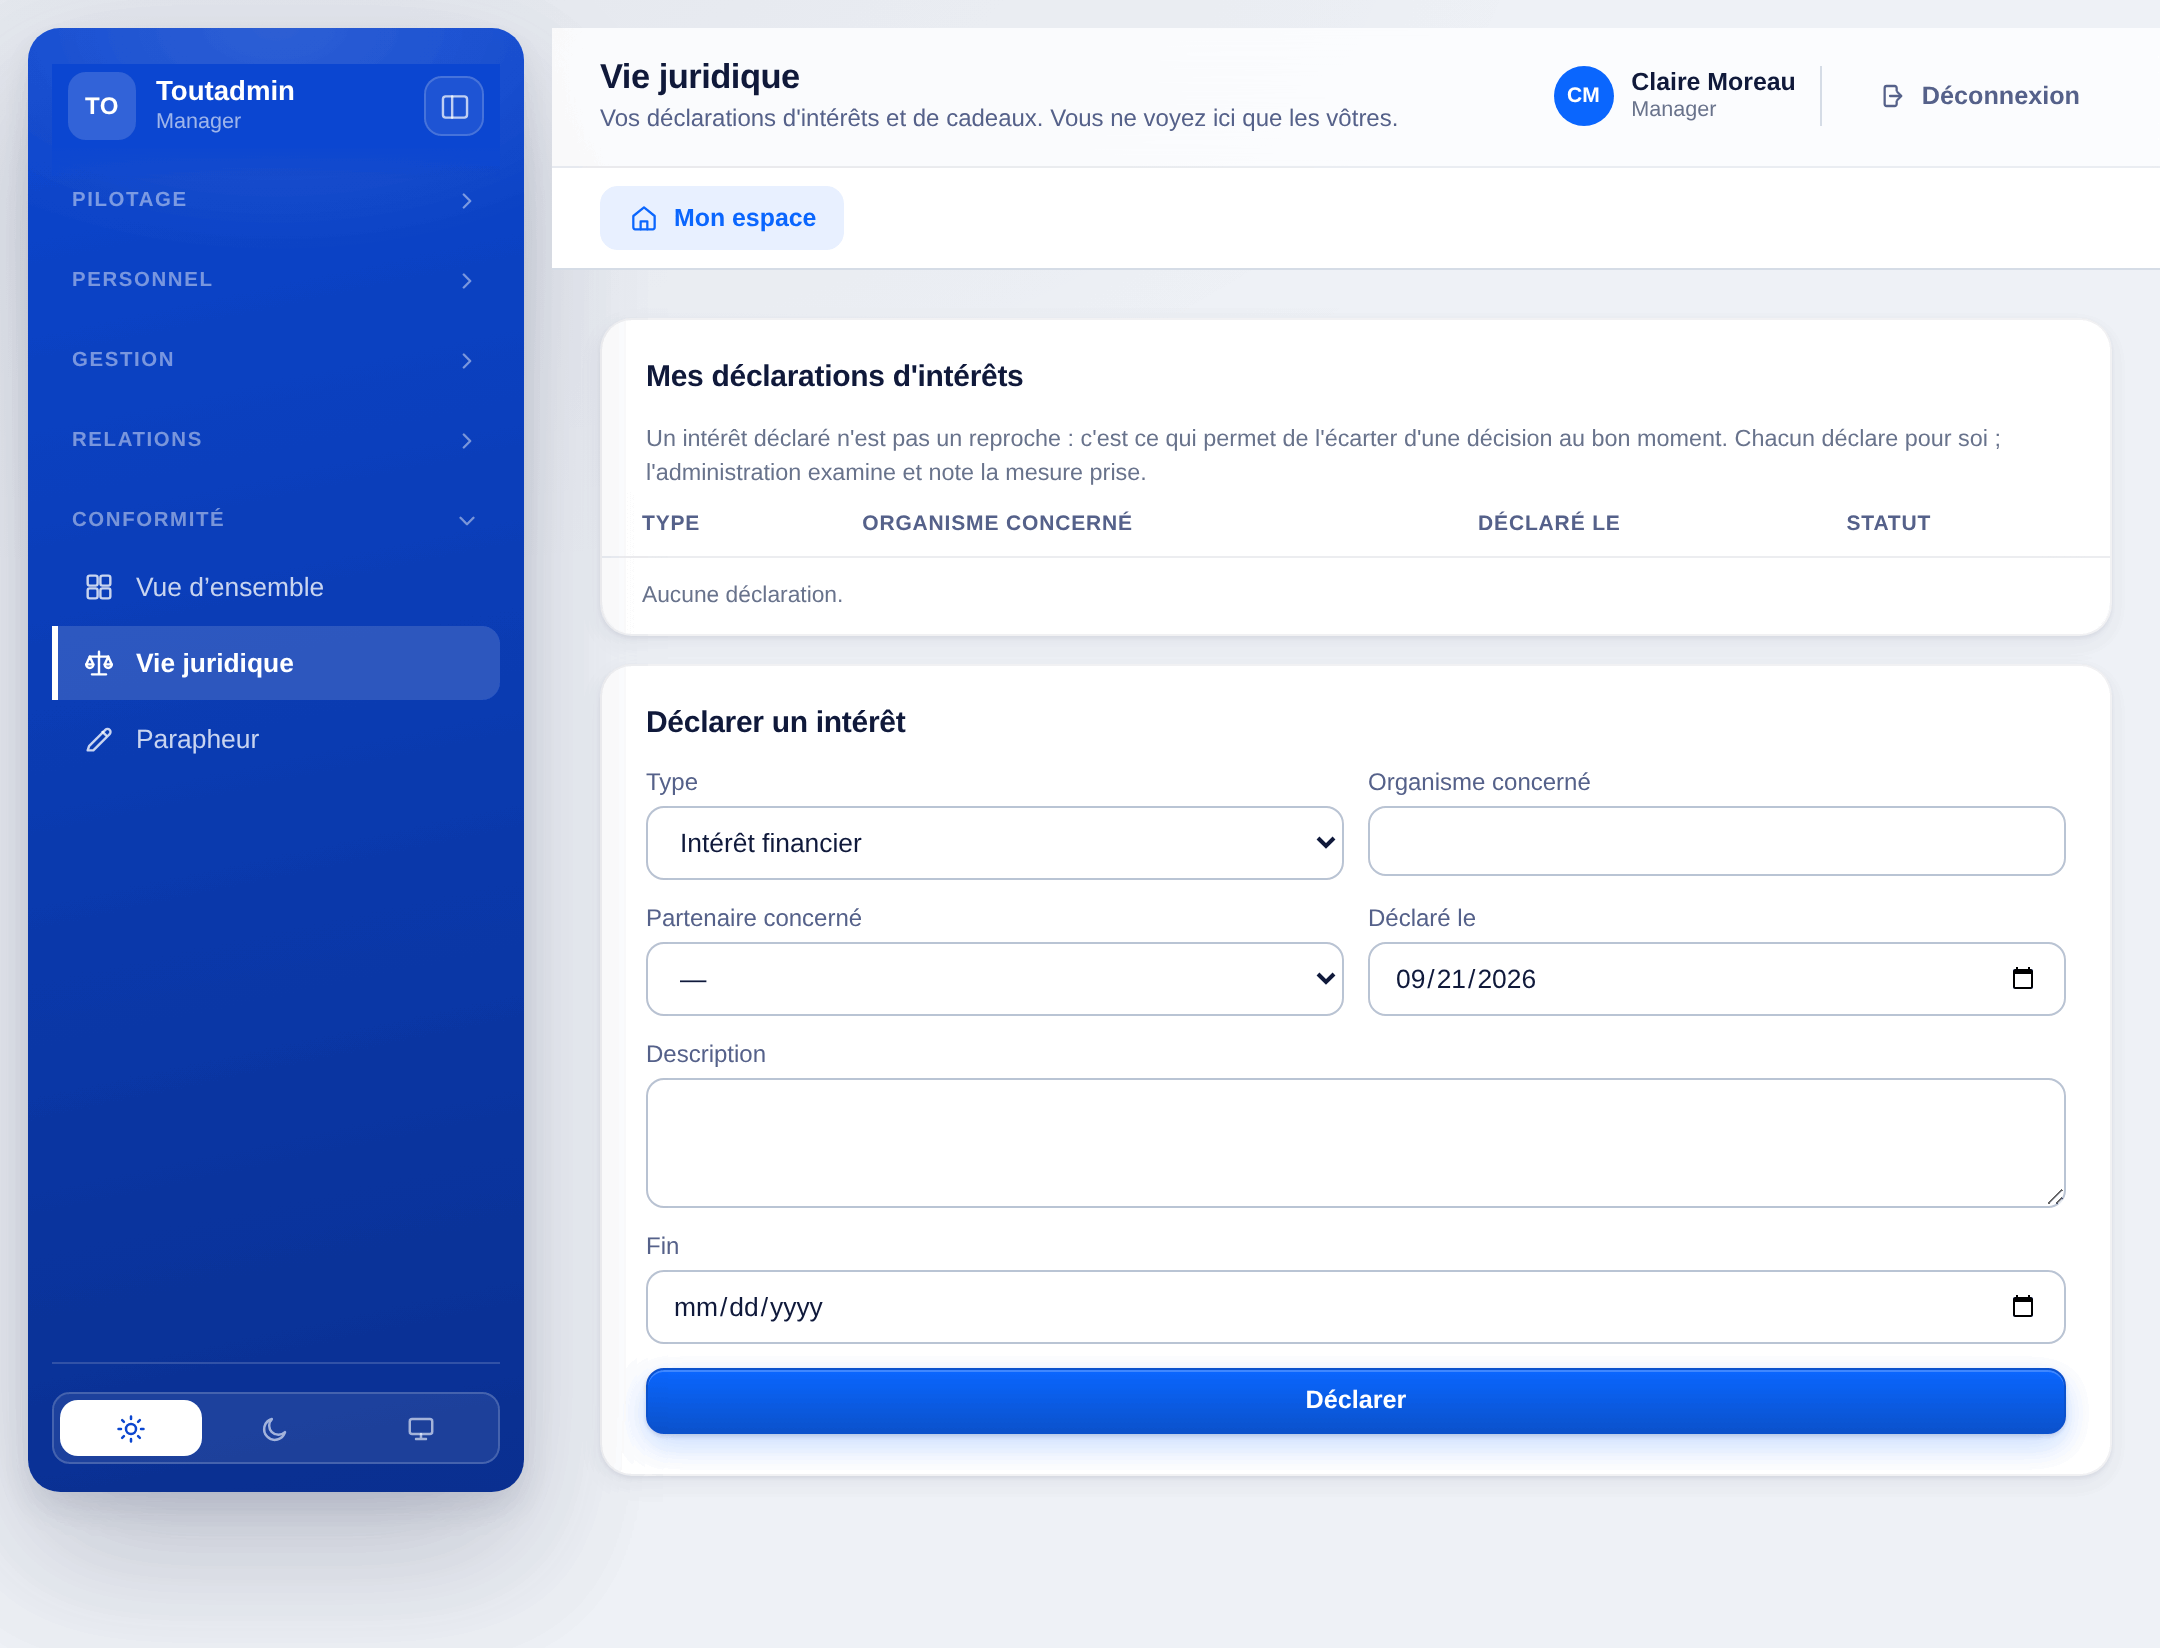 TO
Toutadmin
Manager
PILOTAGE
PERSONNEL
GESTION
RELATIONS
CONFORMITÉ
Vue d’ensemble
Vie juridique
Parapheur
Vie juridique
Vos déclarations d'intérêts et de cadeaux. Vous ne voyez ici que les vôtres.
CM
Claire Moreau
Manager
Déconnexion
Mon espace
Mes déclarations d'intérêts
Un intérêt déclaré n'est pas un reproche : c'est ce qui permet de l'écarter d'une décision au bon moment. Chacun déclare pour soi ;
l'administration examine et note la mesure prise.
TYPE ORGANISME CONCERNÉ DÉCLARÉ LE STATUT
Aucune déclaration.
Déclarer un intérêt
Type Organisme concerné
Intérêt financier
Partenaire concerné Déclaré le
— 09/21/2026
Description
Fin
mm/dd/yyyy
Déclarer